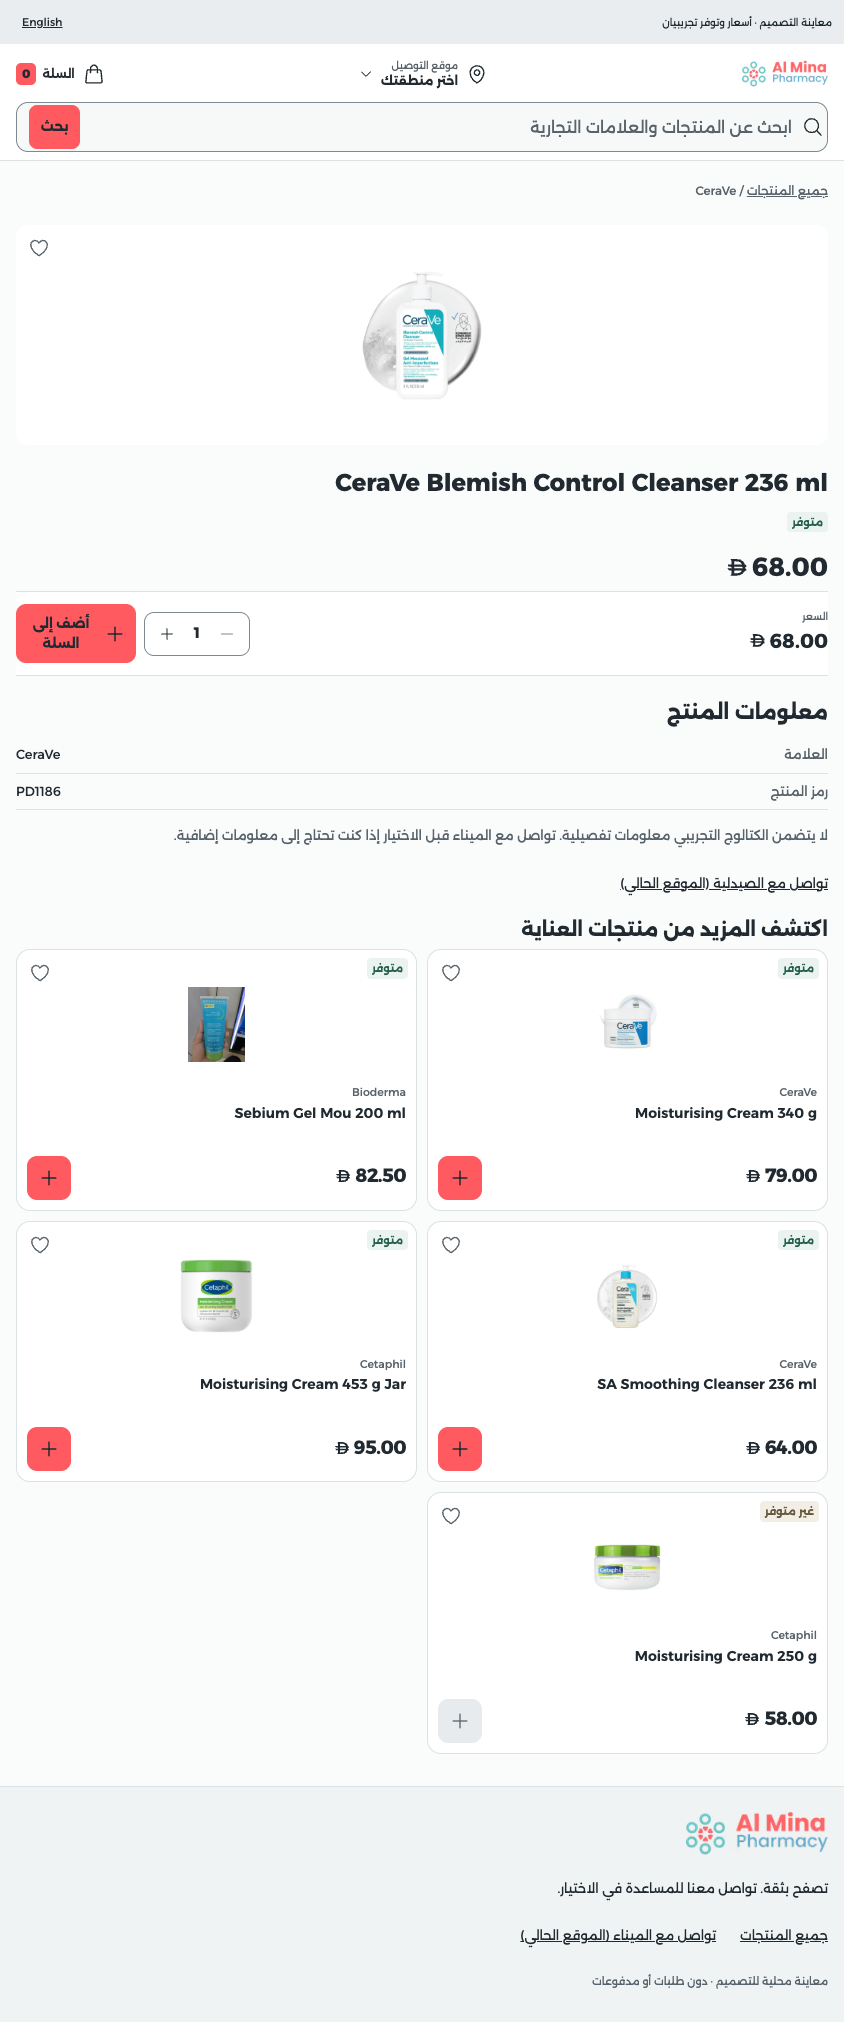 معاينة التصميم · أسعار وتوفر تجريبيان
English
Al Mina
Pharmacy
موقع التوصيل
اختر منطقتك
السلة
0
ابحث عن المنتجات والعلامات التجارية
بحث
جميع المنتجات / CeraVe
CeraVe
Blemish Control
Cleanser
CeraVe Blemish Control Cleanser 236 ml
متوفر
68.00
السعر
68.00
1
أضف إلى
السلة
معلومات المنتج
العلامة
CeraVe
رمز المنتج
PD1186
لا يتضمن الكتالوج التجريبي معلومات تفصيلية. تواصل مع الميناء قبل الاختيار إذا كنت تحتاج إلى معلومات إضافية.
تواصل مع الصيدلية (الموقع الحالي)
اكتشف المزيد من منتجات العناية
متوفر
CeraVe
CeraVe
Moisturising Cream 340 g
79.00
متوفر
Bioderma
Sebium Gel Mou 200 ml
82.50
متوفر
CeraVe
SA Smoothing Cleanser 236 ml
64.00
متوفر
Cetaphil
Cetaphil
Moisturising Cream 453 g Jar
95.00
غير متوفر
Cetaphil
Cetaphil
Moisturising Cream 250 g
58.00
Al Mina
Pharmacy
تصفح بثقة. تواصل معنا للمساعدة في الاختيار.
جميع المنتجات
تواصل مع الميناء (الموقع الحالي)
معاينة محلية للتصميم · دون طلبات أو مدفوعات